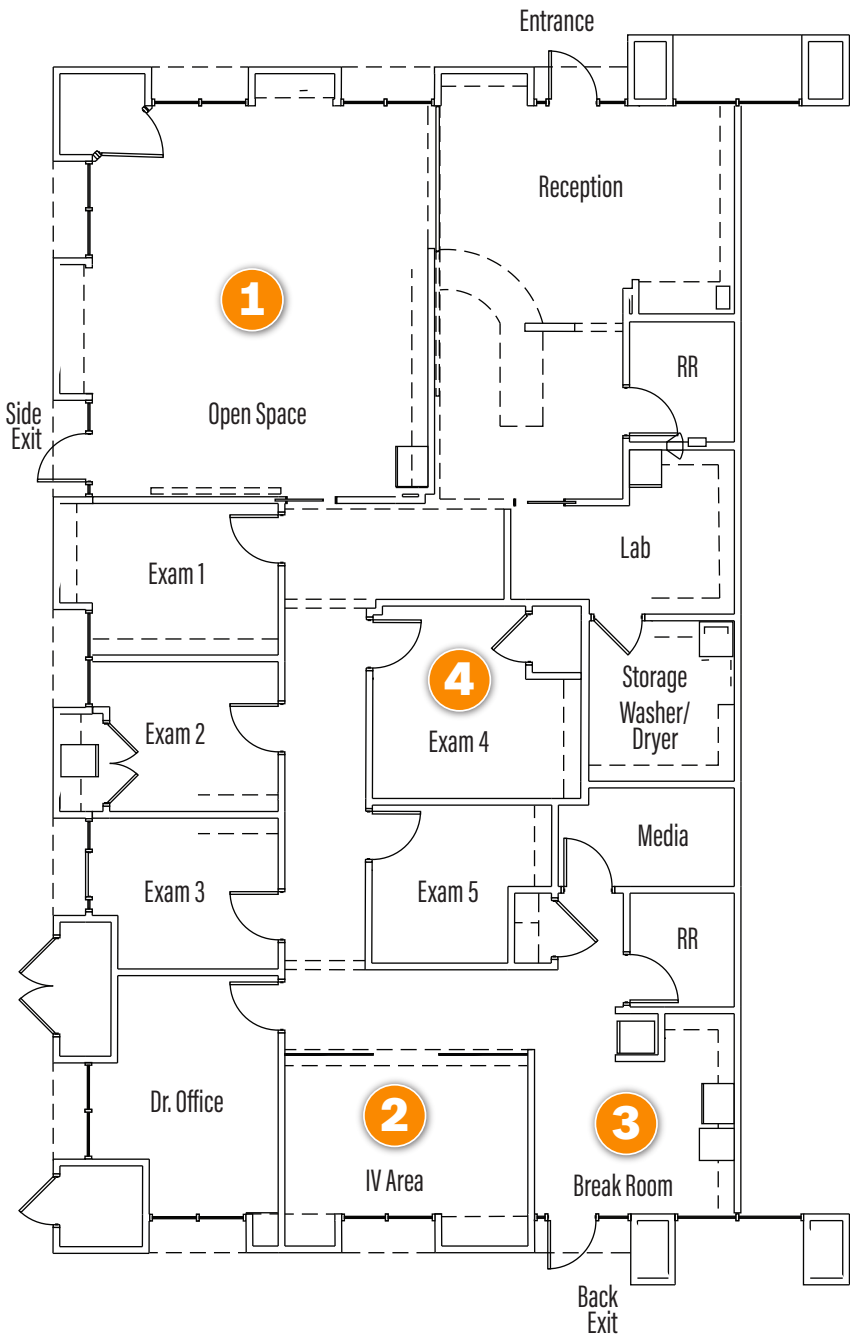 Entrance
Reception
1
RR
Side
Exit
Open Space
Lab
Exam 1
4
Storage
Washer/
Dryer
Exam 2
Exam 4
Media
Exam 3
Exam 5
RR
Dr. Office
2
3
IV Area
Break Room
Back
Exit